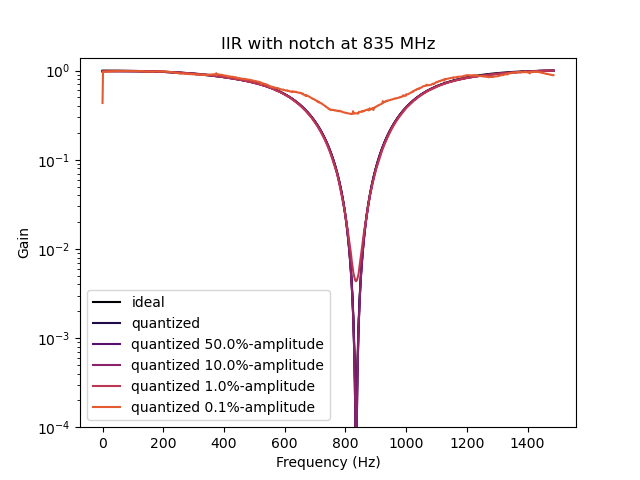 IIR with notch at 835 MHz
Gain
10⁰
10⁻¹
10⁻²
10⁻³
10⁻⁴
ideal
quantized
quantized 50.0%-amplitude
quantized 10.0%-amplitude
quantized 1.0%-amplitude
quantized 0.1%-amplitude
0 200 400 600 800 1000 1200 1400
Frequency (Hz)